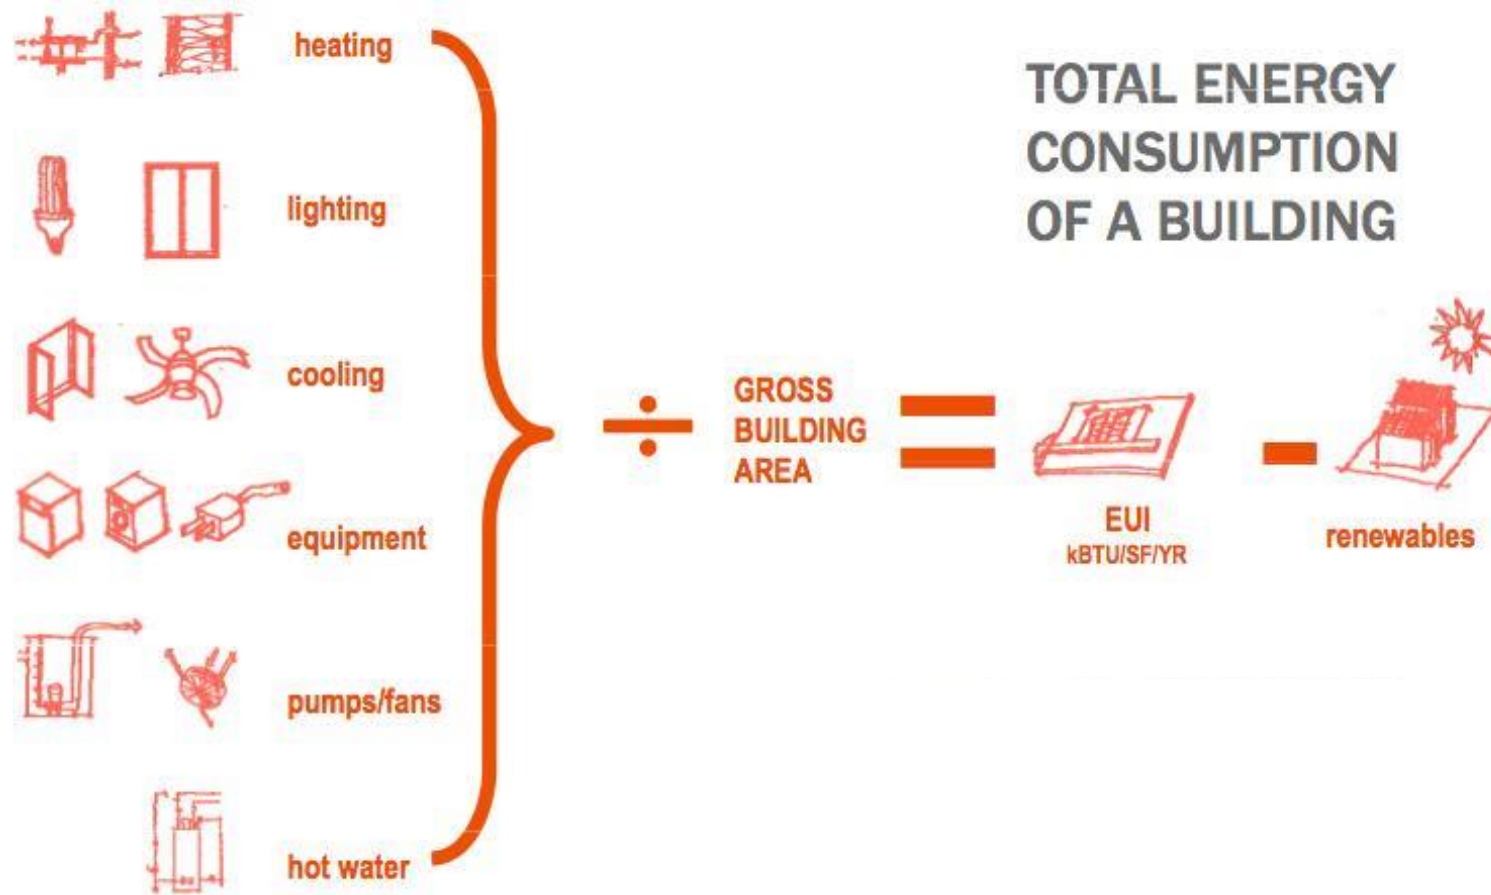 heating
lighting
cooling
equipment
pumps/fans
hot water
GROSS
BUILDING
AREA
TOTAL ENERGY
CONSUMPTION
OF A BUILDING
EUI
kBTU/SF/YR
renewables